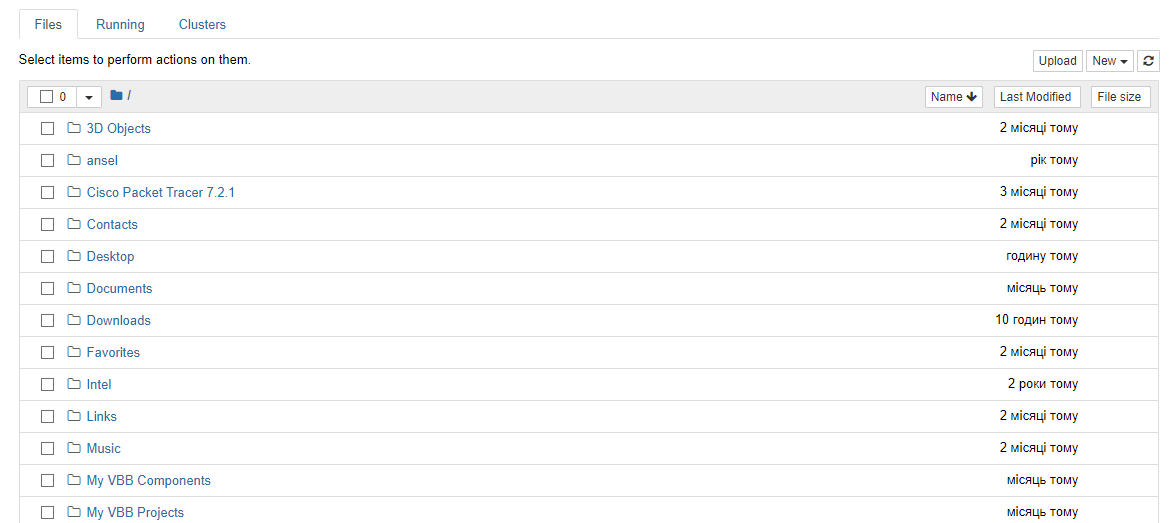 Files Running Clusters
Select items to perform actions on them. Upload New
0 / Name Last Modified File size
3D Objects 2 місяці тому
ansel рік тому
Cisco Packet Tracer 7.2.1 3 місяці тому
Contacts 2 місяці тому
Desktop годину тому
Documents місяць тому
Downloads 10 годин тому
Favorites 2 місяці тому
Intel 2 роки тому
Links 2 місяці тому
Music 2 місяці тому
My VBB Components місяць тому
My VBB Projects місяць тому